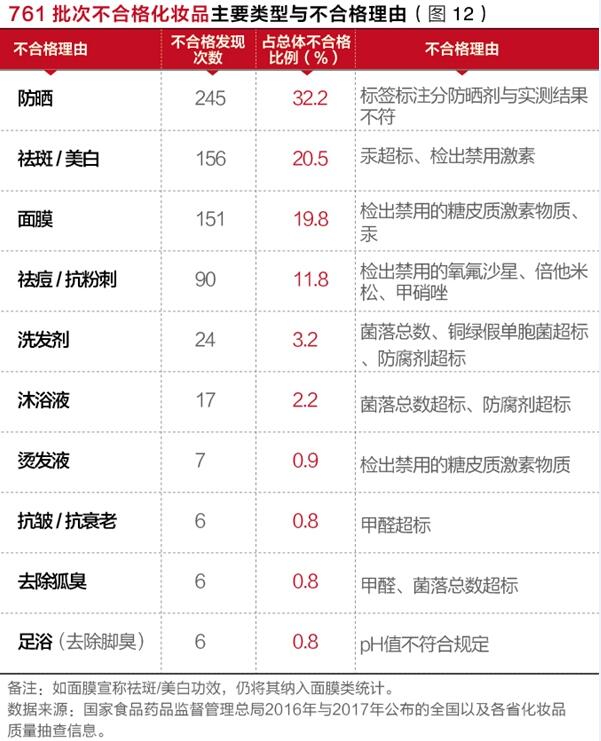 761 批次不合格化妆品主要类型与不合格理由（图 12）
不合格理由
不合格发现
次数
占总体不合格
比例（%）
不合格理由
防晒
245
32.2
标签标注分防晒剂与实测结果
不符
祛斑 / 美白
156
20.5
汞超标、检出禁用激素
面膜
151
19.8
检出禁用的糖皮质激素物质、
汞
祛痘 / 抗粉刺
90
11.8
检出禁用的氧氟沙星、倍他米
松、甲硝唑
洗发剂
24
3.2
菌落总数、铜绿假单胞菌超标
、防腐剂超标
沐浴液
17
2.2
菌落总数超标、防腐剂超标
烫发液
7
0.9
检出禁用的糖皮质激素物质
抗皱 / 抗衰老
6
0.8
甲醛超标
去除狐臭
6
0.8
甲醛、菌落总数超标
足浴（去除脚臭）
6
0.8
pH值不符合规定
备注：如面膜宣称祛斑/美白功效，仍将其纳入面膜类统计。
数据来源：国家食品药品监督管理总局2016年与2017年公布的全国以及各省化妆品
质量抽查信息。